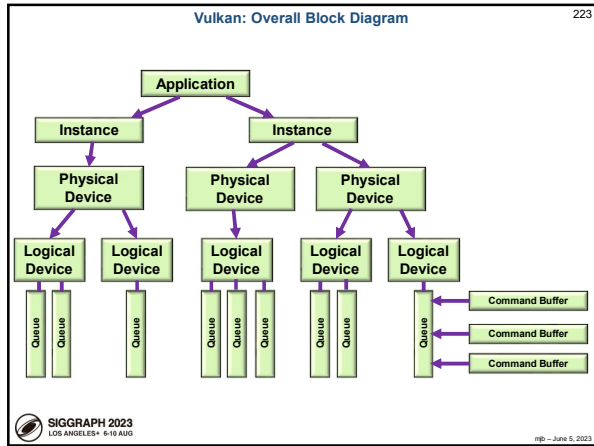 Vulkan: Overall Block Diagram
223
Application
Instance
Instance
Physical
Device
Physical
Device
Physical
Device
Logical
Device
Logical
Device
Logical
Device
Logical
Device
Logical
Device
Queue
Queue
Queue
Queue
Queue
Queue
Queue
Queue
Queue
Command Buffer
Command Buffer
Command Buffer
SIGGRAPH 2023
LOS ANGELES+ 6-10 AUG
mjb – June 5, 2023